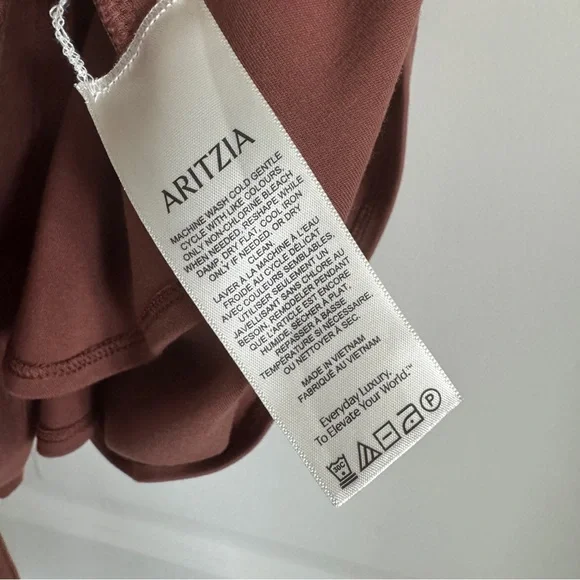 ARITZIA
MACHINE WASH COLD GENTLE
CYCLE WITH LIKE COLOURS.
ONLY NON-CHLORINE BLEACH
WHEN NEEDED, RESHAPE WHILE
DAMP, DRY FLAT, COOL IRON
ONLY IF NEEDED, OR DRY
CLEAN.
LAVER À LA MACHINE À L'EAU
FROIDE AU CYCLE DÉLICAT
AVEC COULEURS SEMBLABLES,
UTILISER SEULEMENT UN
JAVELLISANT SANS CHLORE AU
BESOIN, REMODELER PENDANT
QUE L'ARTICLE EST ENCORE
HUMIDE, SÉCHER À PLAT,
REPASSER À BASSE
TEMPÉRATURE SI NÉCESSAIRE,
OU NETTOYER À SEC.
MADE IN VIETNAM
FABRIQUÉ AU VIETNAM
Everyday Luxury.
To Elevate Your World.™
30C P